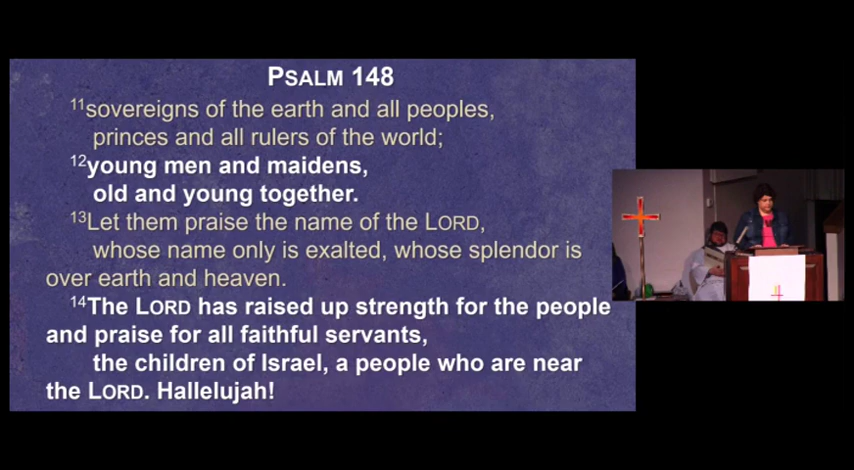 PSALM 148
¹¹sovereigns of the earth and all peoples,
princes and all rulers of the world;
¹²young men and maidens,
old and young together.
¹³Let them praise the name of the LORD,
whose name only is exalted, whose splendor is
over earth and heaven.
¹⁴The LORD has raised up strength for the people
and praise for all faithful servants,
the children of Israel, a people who are near
the LORD. Hallelujah!